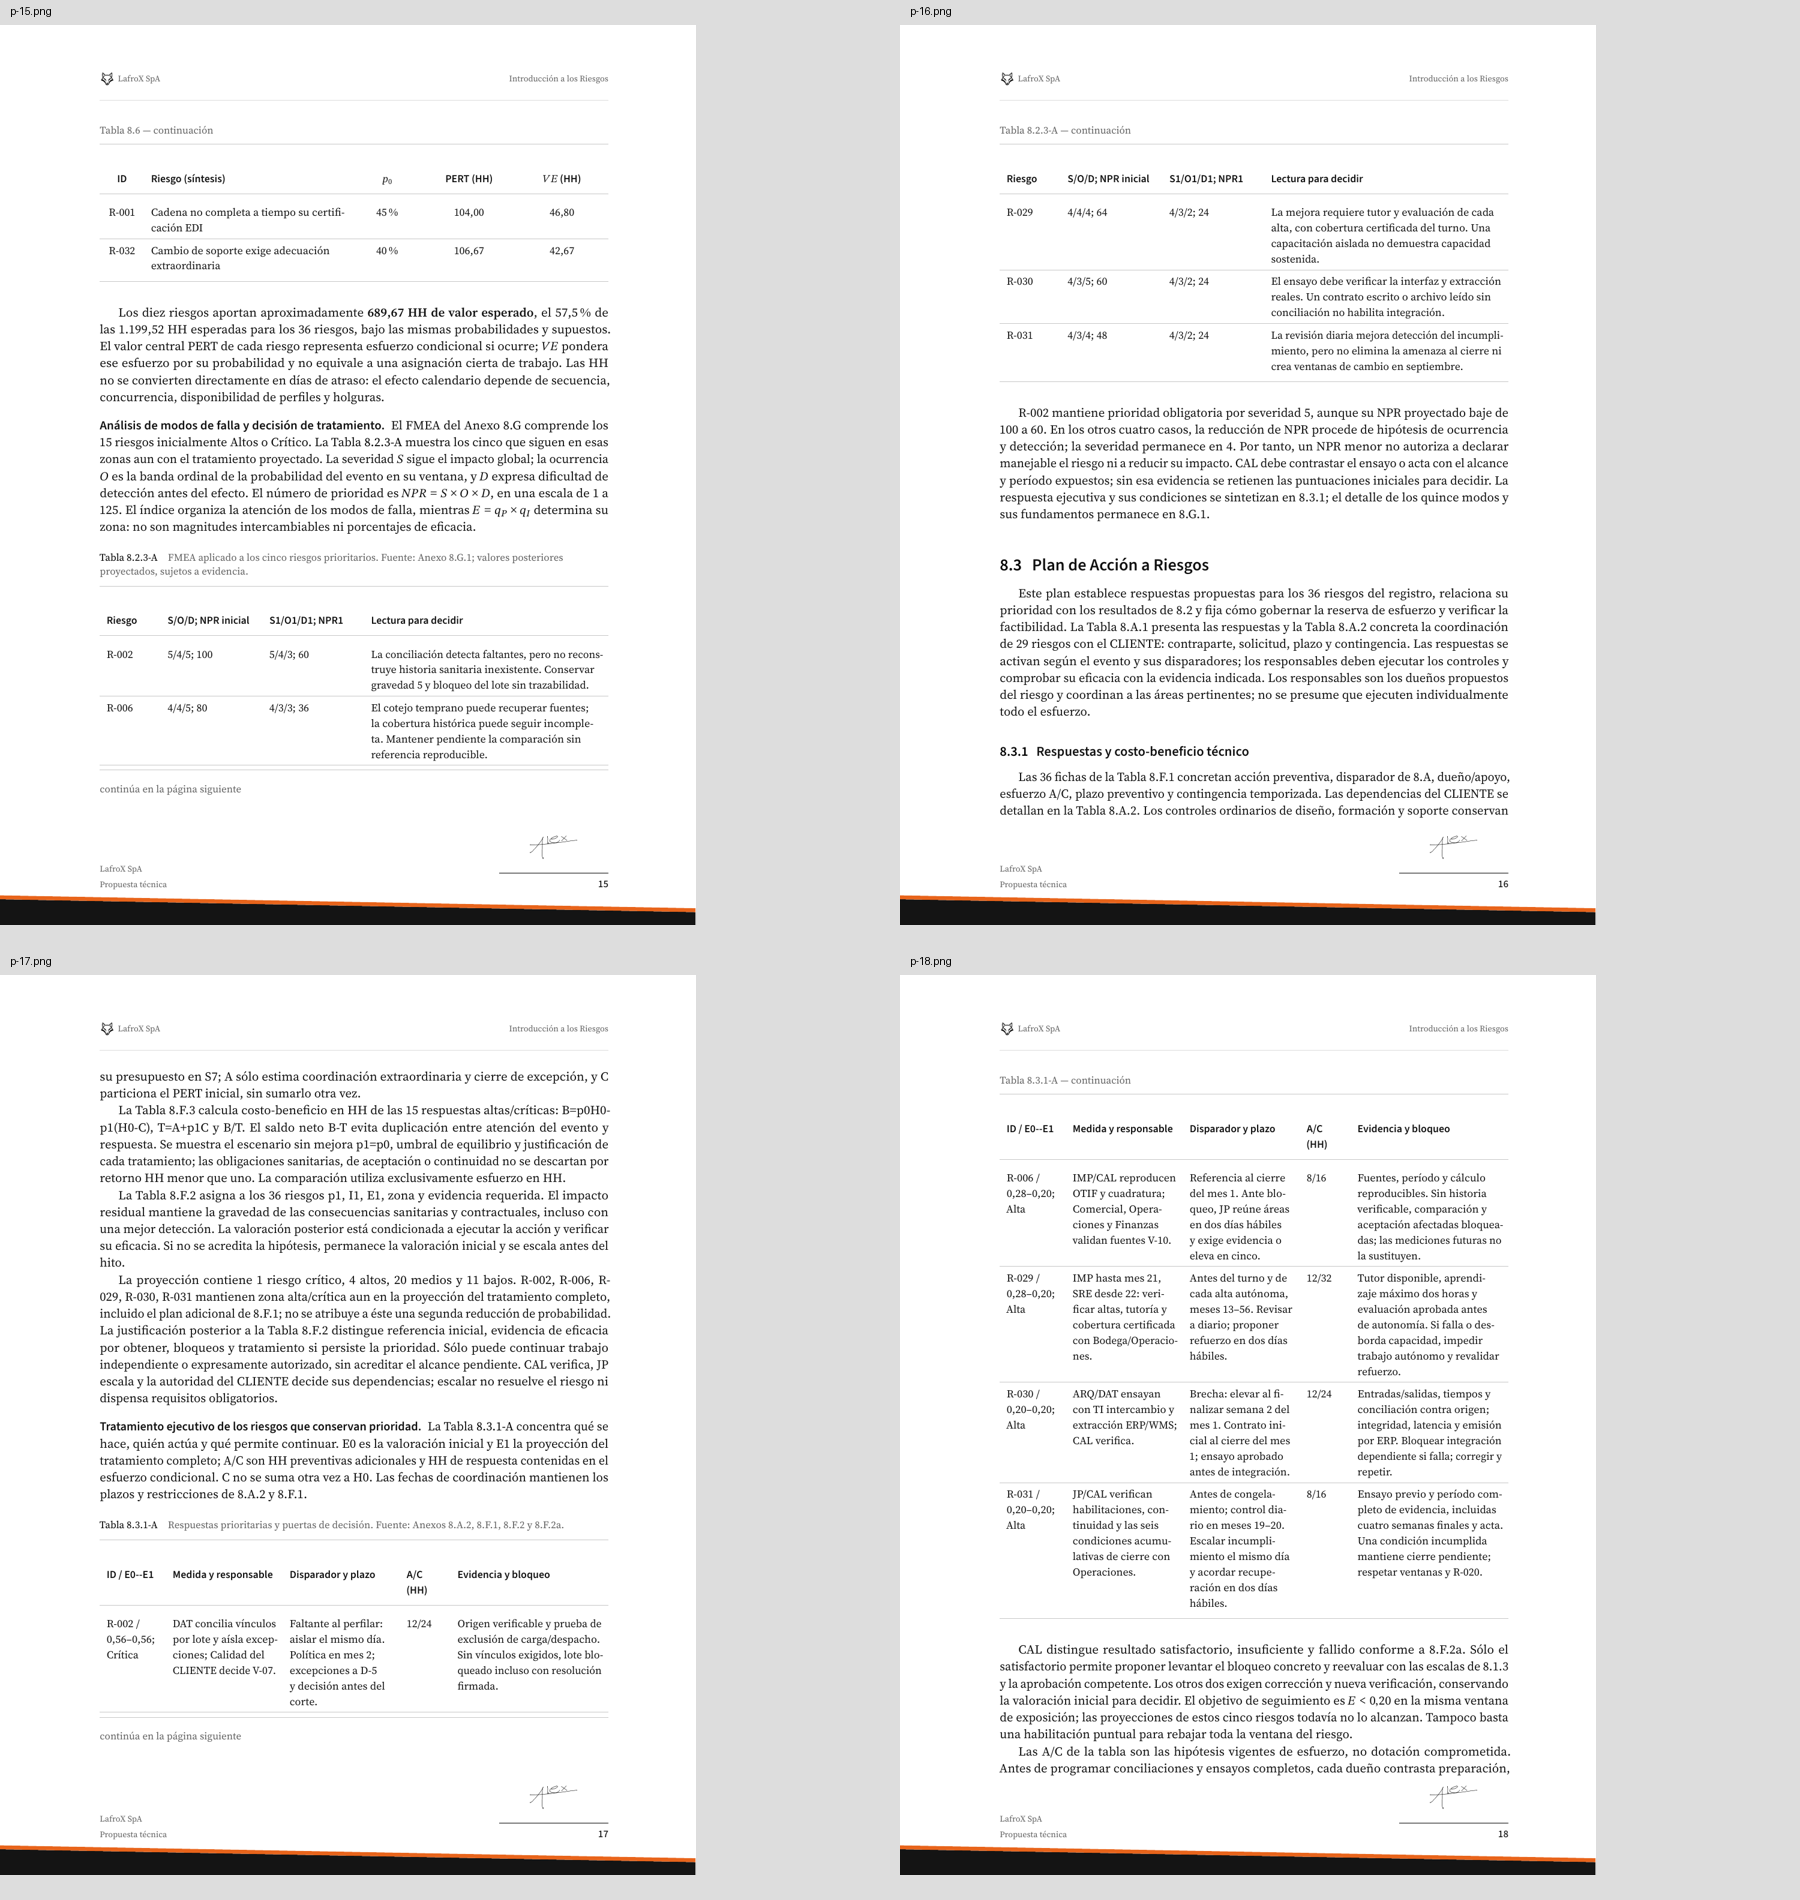 p-15.png
LafroX SpA
Introducción a los Riesgos
Tabla 8.6 — continuación
ID Riesgo (síntesis) p₀ PERT (HH) VE (HH)
R-001 Cadena no completa a tiempo su certifi- 45 % 104,00 46,80
cación EDI
R-032 Cambio de soporte exige adecuación 40 % 106,67 42,67
extraordinaria
Los diez riesgos aportan aproximadamente 689,67 HH de valor esperado, el 57,5 % de
las 1.199,52 HH esperadas para los 36 riesgos, bajo las mismas probabilidades y supuestos.
El valor central PERT de cada riesgo representa esfuerzo condicional si ocurre; VE pondera
ese esfuerzo por su probabilidad y no equivale a una asignación cierta de trabajo. Las HH
no se convierten directamente en días de atraso: el efecto calendario depende de secuencia,
concurrencia, disponibilidad de perfiles y holguras.
Análisis de modos de falla y decisión de tratamiento. El FMEA del Anexo 8.G comprende los
15 riesgos inicialmente Altos o Crítico. La Tabla 8.2.3-A muestra los cinco que siguen en esas
zonas aun con el tratamiento proyectado. La severidad S sigue el impacto global; la ocurrencia
O es la banda ordinal de la probabilidad del evento en su ventana, y D expresa dificultad de
detección antes del efecto. El número de prioridad es NPR = S × O × D, en una escala de 1 a
125. El índice organiza la atención de los modos de falla, mientras E = qP × qI determina su
zona: no son magnitudes intercambiables ni porcentajes de eficacia.
Tabla 8.2.3-A FMEA aplicado a los cinco riesgos prioritarios. Fuente: Anexo 8.G.1; valores posteriores
proyectados, sujetos a evidencia.
Riesgo S/O/D; NPR inicial S1/O1/D1; NPR1 Lectura para decidir
R-002 5/4/5; 100 5/4/3; 60 La conciliación detecta faltantes, pero no recons-
truye historia sanitaria inexistente. Conservar
gravedad 5 y bloqueo del lote sin trazabilidad.
R-006 4/4/5; 80 4/3/3; 36 El cotejo temprano puede recuperar fuentes;
la cobertura histórica puede seguir incomple-
ta. Mantener pendiente la comparación sin
referencia reproducible.
continúa en la página siguiente
Alex
LafroX SpA
Propuesta técnica
15
p-16.png
LafroX SpA
Introducción a los Riesgos
Tabla 8.2.3-A — continuación
Riesgo S/O/D; NPR inicial S1/O1/D1; NPR1 Lectura para decidir
R-029 4/4/4; 64 4/3/2; 24 La mejora requiere tutor y evaluación de cada
alta, con cobertura certificada del turno. Una
capacitación aislada no demuestra capacidad
sostenida.
R-030 4/3/5; 60 4/3/2; 24 El ensayo debe verificar la interfaz y extracción
reales. Un contrato escrito o archivo leído sin
conciliación no habilita integración.
R-031 4/3/4; 48 4/3/2; 24 La revisión diaria mejora detección del incumpli-
miento, pero no elimina la amenaza al cierre ni
crea ventanas de cambio en septiembre.
R-002 mantiene prioridad obligatoria por severidad 5, aunque su NPR proyectado baje de
100 a 60. En los otros cuatro casos, la reducción de NPR procede de hipótesis de ocurrencia
y detección; la severidad permanece en 4. Por tanto, un NPR menor no autoriza a declarar
manejable el riesgo ni a reducir su impacto. CAL debe contrastar el ensayo o acta con el alcance
y período expuestos; sin esa evidencia se retienen las puntuaciones iniciales para decidir. La
respuesta ejecutiva y sus condiciones se sintetizan en 8.3.1; el detalle de los quince modos y
sus fundamentos permanece en 8.G.1.
8.3 Plan de Acción a Riesgos
Este plan establece respuestas propuestas para los 36 riesgos del registro, relaciona su
prioridad con los resultados de 8.2 y fija cómo gobernar la reserva de esfuerzo y verificar la
factibilidad. La Tabla 8.A.1 presenta las respuestas y la Tabla 8.A.2 concreta la coordinación
de 29 riesgos con el CLIENTE: contraparte, solicitud, plazo y contingencia. Las respuestas se
activan según el evento y sus disparadores; los responsables deben ejecutar los controles y
comprobar su eficacia con la evidencia indicada. Los responsables son los dueños propuestos
del riesgo y coordinan a las áreas pertinentes; no se presume que ejecuten individualmente
todo el esfuerzo.
8.3.1 Respuestas y costo-beneficio técnico
Las 36 fichas de la Tabla 8.F.1 concretan acción preventiva, disparador de 8.A, dueño/apoyo,
esfuerzo A/C, plazo preventivo y contingencia temporizada. Las dependencias del CLIENTE se
detallan en la Tabla 8.A.2. Los controles ordinarios de diseño, formación y soporte conservan
Alex
LafroX SpA
Propuesta técnica
16
p-17.png
LafroX SpA
Introducción a los Riesgos
su presupuesto en S7; A sólo estima coordinación extraordinaria y cierre de excepción, y C
particiona el PERT inicial, sin sumarlo otra vez.
La Tabla 8.F.3 calcula costo-beneficio en HH de las 15 respuestas altas/críticas: B=p0H0-
p1(H0-C), T=A+p1C y B/T. El saldo neto B-T evita duplicación entre atención del evento y
respuesta. Se muestra el escenario sin mejora p1=p0, umbral de equilibrio y justificación de
cada tratamiento; las obligaciones sanitarias, de aceptación o continuidad no se descartan por
retorno HH menor que uno. La comparación utiliza exclusivamente esfuerzo en HH.
La Tabla 8.F.2 asigna a los 36 riesgos p1, I1, E1, zona y evidencia requerida. El impacto
residual mantiene la gravedad de las consecuencias sanitarias y contractuales, incluso con
una mejor detección. La valoración posterior está condicionada a ejecutar la acción y verificar
su eficacia. Si no se acredita la hipótesis, permanece la valoración inicial y se escala antes del
hito.
La proyección contiene 1 riesgo crítico, 4 altos, 20 medios y 11 bajos. R-002, R-006, R-
029, R-030, R-031 mantienen zona alta/crítica aun en la proyección del tratamiento completo,
incluido el plan adicional de 8.F.1; no se atribuye a éste una segunda reducción de probabilidad.
La justificación posterior a la Tabla 8.F.2 distingue referencia inicial, evidencia de eficacia
por obtener, bloqueos y tratamiento si persiste la prioridad. Sólo puede continuar trabajo
independiente o expresamente autorizado, sin acreditar el alcance pendiente. CAL verifica, JP
escala y la autoridad del CLIENTE decide sus dependencias; escalar no resuelve el riesgo ni
dispensa requisitos obligatorios.
Tratamiento ejecutivo de los riesgos que conservan prioridad. La Tabla 8.3.1-A concentra qué se
hace, quién actúa y qué permite continuar. E0 es la valoración inicial y E1 la proyección del
tratamiento completo; A/C son HH preventivas adicionales y HH de respuesta contenidas en el
esfuerzo condicional. C no se suma otra vez a H0. Las fechas de coordinación mantienen los
plazos y restricciones de 8.A.2 y 8.F.1.
Tabla 8.3.1-A Respuestas prioritarias y puertas de decisión. Fuente: Anexos 8.A.2, 8.F.1, 8.F.2 y 8.F.2a.
ID / E0--E1 Medida y responsable Disparador y plazo A/C Evidencia y bloqueo
(HH)
R-002 / DAT concilia vínculos Faltante al perfilar: 12/24 Origen verificable y prueba de
0,56–0,56; por lote y aísla excep- aislar el mismo día. exclusión de carga/despacho.
Crítica ciones; Calidad del Política en mes 2; Sin vínculos exigidos, lote blo-
CLIENTE decide V-07. excepciones a D-5 queado incluso con resolución
y decisión antes del firmada.
corte.
continúa en la página siguiente
Alex
LafroX SpA
Propuesta técnica
17
p-18.png
LafroX SpA
Introducción a los Riesgos
Tabla 8.3.1-A — continuación
ID / E0--E1 Medida y responsable Disparador y plazo A/C Evidencia y bloqueo
(HH)
R-006 / IMP/CAL reproducen Referencia al cierre 8/16 Fuentes, período y cálculo
0,28–0,20; OTIF y cuadratura; del mes 1. Ante blo- reproducibles. Sin historia
Alta Comercial, Opera- queo, JP reúne áreas verificable, comparación y
ciones y Finanzas en dos días hábiles aceptación afectadas bloquea-
validan fuentes V-10. y exige evidencia o das; las mediciones futuras no
eleva en cinco. la sustituyen.
R-029 / IMP hasta mes 21, Antes del turno y de 12/32 Tutor disponible, aprendi-
0,28–0,20; SRE desde 22: veri- cada alta autónoma, zaje máximo dos horas y
Alta ficar altas, tutoría y meses 13–56. Revisar evaluación aprobada antes
cobertura certificada a diario; proponer de autonomía. Si falla o des-
con Bodega/Operacio- refuerzo en dos días borda capacidad, impedir
nes. hábiles. trabajo autónomo y revalidar
refuerzo.
R-030 / ARQ/DAT ensayan Brecha: elevar al fi- 12/24 Entradas/salidas, tiempos y
0,20–0,20; con TI intercambio y nalizar semana 2 del conciliación contra origen;
Alta extracción ERP/WMS; mes 1. Contrato ini- integridad, latencia y emisión
CAL verifica. cial al cierre del mes por ERP. Bloquear integración
1; ensayo aprobado dependiente si falla; corregir y
antes de integración. repetir.
R-031 / JP/CAL verifican Antes de congela- 8/16 Ensayo previo y período com-
0,20–0,20; habilitaciones, con- miento; control dia- pleto de evidencia, incluidas
Alta tinuidad y las seis rio en meses 19–20. cuatro semanas finales y acta.
condiciones acumu- Escalar incumpli- Una condición incumplida
lativas de cierre con miento el mismo día mantiene cierre pendiente;
Operaciones. y acordar recupe- respetar ventanas y R-020.
ración en dos días
hábiles.
CAL distingue resultado satisfactorio, insuficiente y fallido conforme a 8.F.2a. Sólo el
satisfactorio permite proponer levantar el bloqueo concreto y reevaluar con las escalas de 8.1.3
y la aprobación competente. Los otros dos exigen corrección y nueva verificación, conservando
la valoración inicial para decidir. El objetivo de seguimiento es E < 0,20 en la misma ventana
de exposición; las proyecciones de estos cinco riesgos todavía no lo alcanzan. Tampoco basta
una habilitación puntual para rebajar toda la ventana del riesgo.
Las A/C de la tabla son las hipótesis vigentes de esfuerzo, no dotación comprometida.
Antes de programar conciliaciones y ensayos completos, cada dueño contrasta preparación,
Alex
LafroX SpA
Propuesta técnica
18